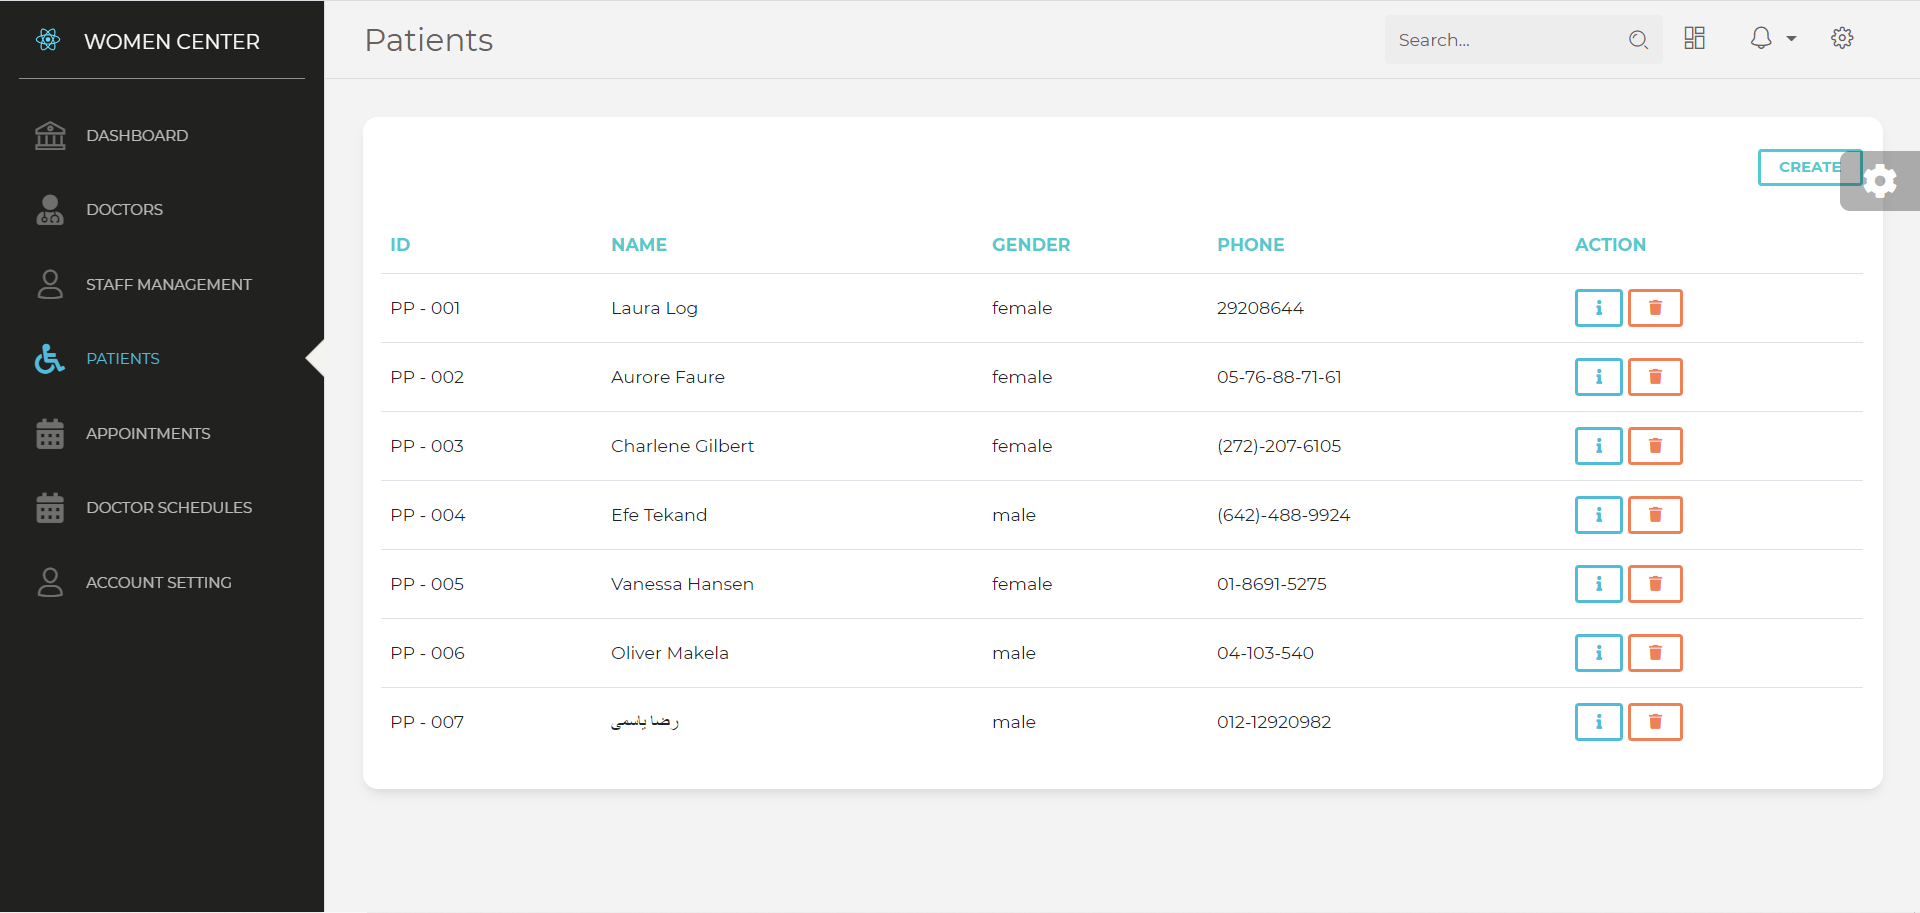 WOMEN CENTER
DASHBOARD
DOCTORS
STAFF MANAGEMENT
PATIENTS
APPOINTMENTS
DOCTOR SCHEDULES
ACCOUNT SETTING
Patients
Search...
CREATE
ID NAME GENDER PHONE ACTION
PP - 001 Laura Log female 29208644
PP - 002 Aurore Faure female 05-76-88-71-61
PP - 003 Charlene Gilbert female (272)-207-6105
PP - 004 Efe Tekand male (642)-488-9924
PP - 005 Vanessa Hansen female 01-8691-5275
PP - 006 Oliver Makela male 04-103-540
PP - 007 رضا یاسمی male 012-12920982